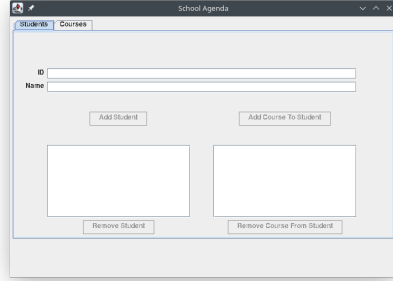 School Agenda
Students Courses
ID
Name
Add Student Add Course To Student
Remove Student Remove Course From Student